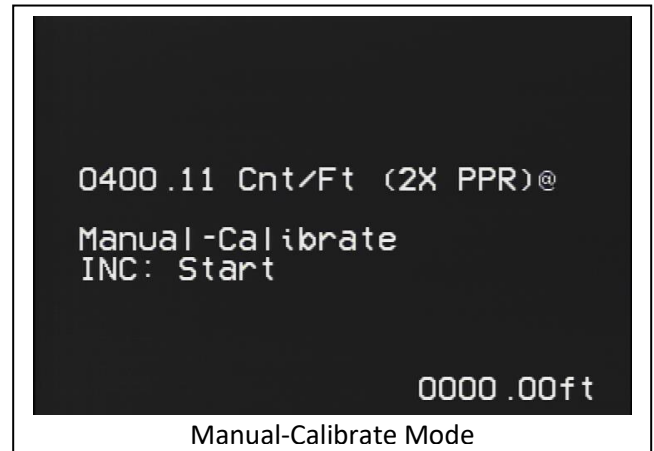 0400.11 Cnt/Ft (2X PPR)@
Manual-Calibrate
INC: Start
0000.00ft
Manual-Calibrate Mode